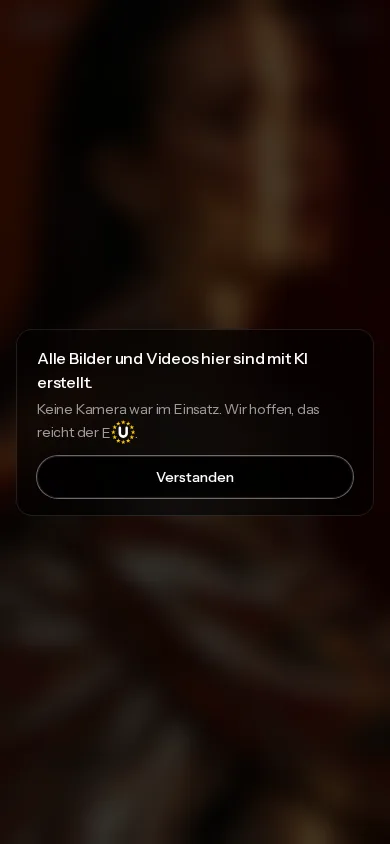 Alle Bilder und Videos hier sind mit KI
erstellt.
Keine Kamera war im Einsatz. Wir hoffen, das
reicht der EU.
Verstanden